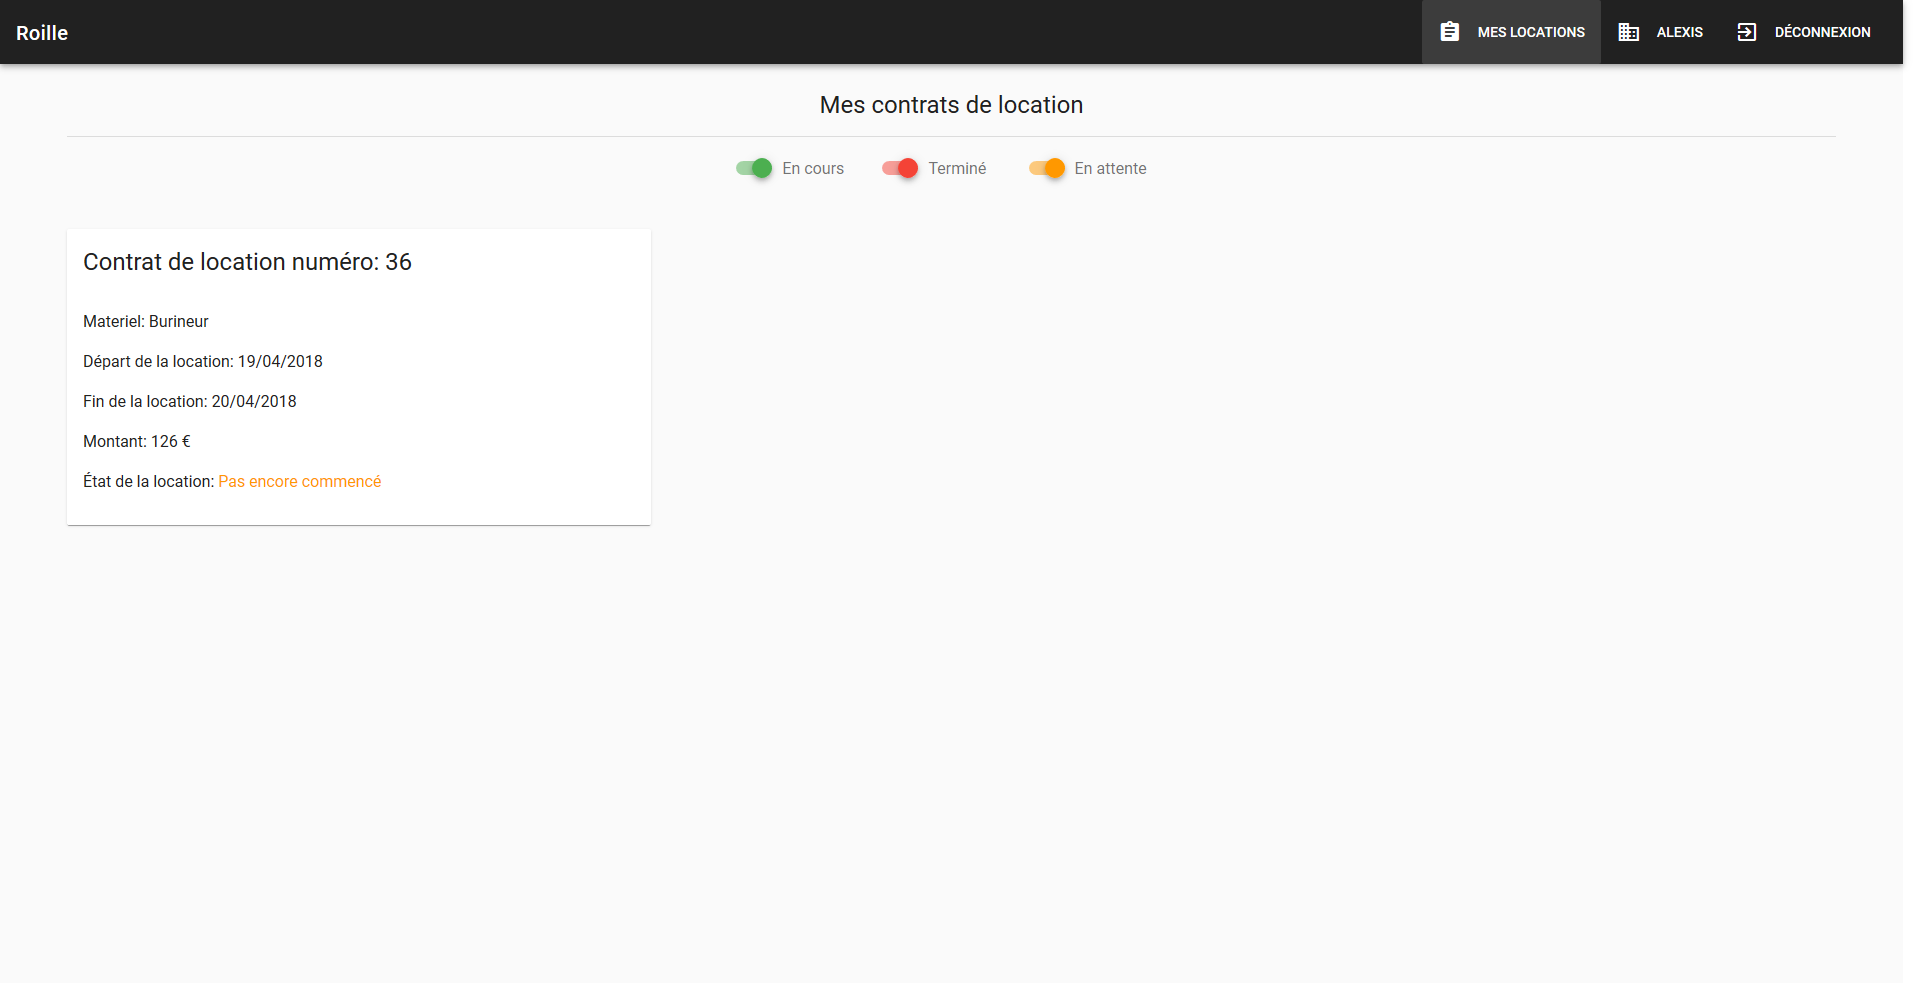 Roille
MES LOCATIONS
ALEXIS
DÉCONNEXION
Mes contrats de location
En cours
Terminé
En attente
Contrat de location numéro: 36
Materiel: Burineur
Départ de la location: 19/04/2018
Fin de la location: 20/04/2018
Montant: 126 €
État de la location: Pas encore commencé